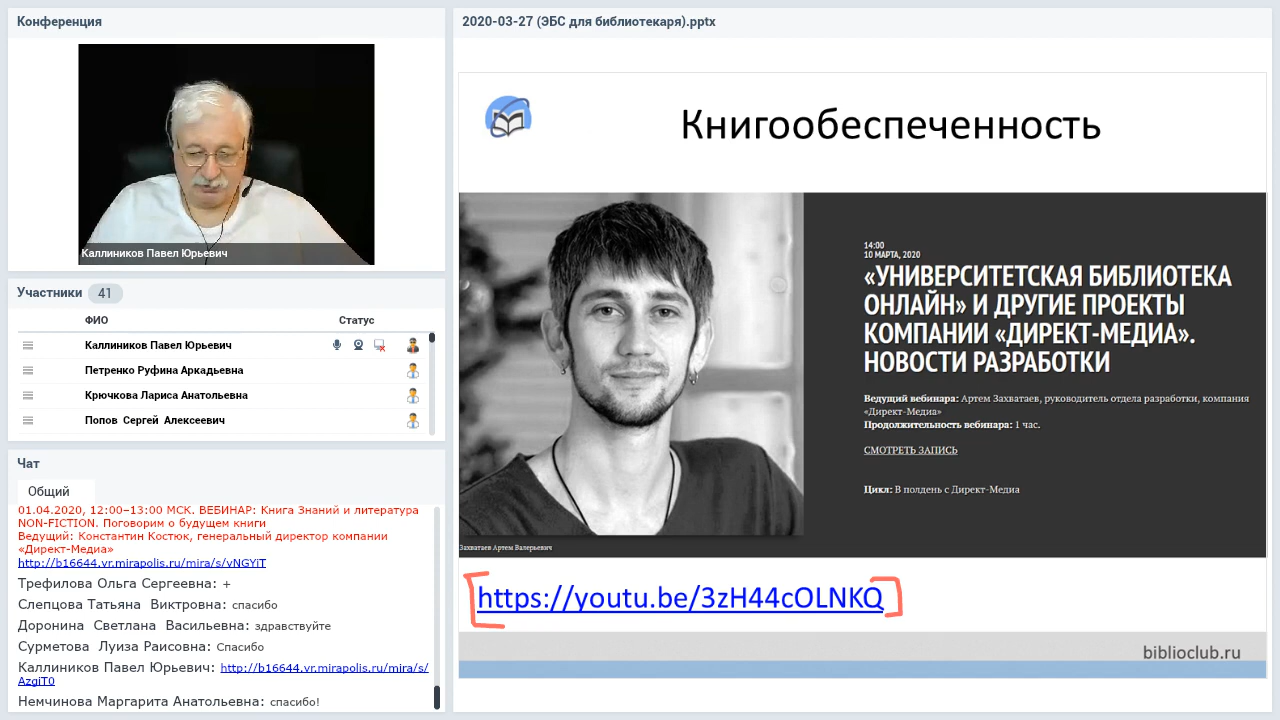 Конференция
Каллиников Павел Юрьевич
Участники 41
ФИО Статус
Каллиников Павел Юрьевич
Петренко Руфина Аркадьевна
Крючкова Лариса Анатольевна
Попов Сергей Алексеевич
Чат
Общий
01.04.2020, 12:00–13:00 МСК. ВЕБИНАР: Книга Знаний и литература
NON-FICTION. Поговорим о будущем книги
Ведущий: Константин Костюк, генеральный директор компании
«Директ-Медиа»
http://b16644.vr.mirapolis.ru/mira/s/vNGYiT
Трефилова Ольга Сергеевна: +
Слепцова Татьяна Виктровна: спасибо
Доронина Светлана Васильевна: здравствуйте
Сурметова Луиза Раисовна: Спасибо
Каллиников Павел Юрьевич: http://b16644.vr.mirapolis.ru/mira/s/
AzgiT0
Немчинова Маргарита Анатольевна: спасибо!
2020-03-27 (ЭБС для библиотекаря).pptx
Книгообеспеченность
14:00
10 МАРТА, 2020
«УНИВЕРСИТЕТСКАЯ БИБЛИОТЕКА
ОНЛАЙН» И ДРУГИЕ ПРОЕКТЫ
КОМПАНИИ «ДИРЕКТ-МЕДИА».
НОВОСТИ РАЗРАБОТКИ
Ведущий вебинара: Артем Захватаев, руководитель отдела разработки, компания
«Директ-Медиа»
Продолжительность вебинара: 1 час.
СМОТРЕТЬ ЗАПИСЬ
Цикл: В полдень с Директ-Медиа
Захватаев Артем Валерьевич
https://youtu.be/3zH44cOLNKQ
biblioclub.ru